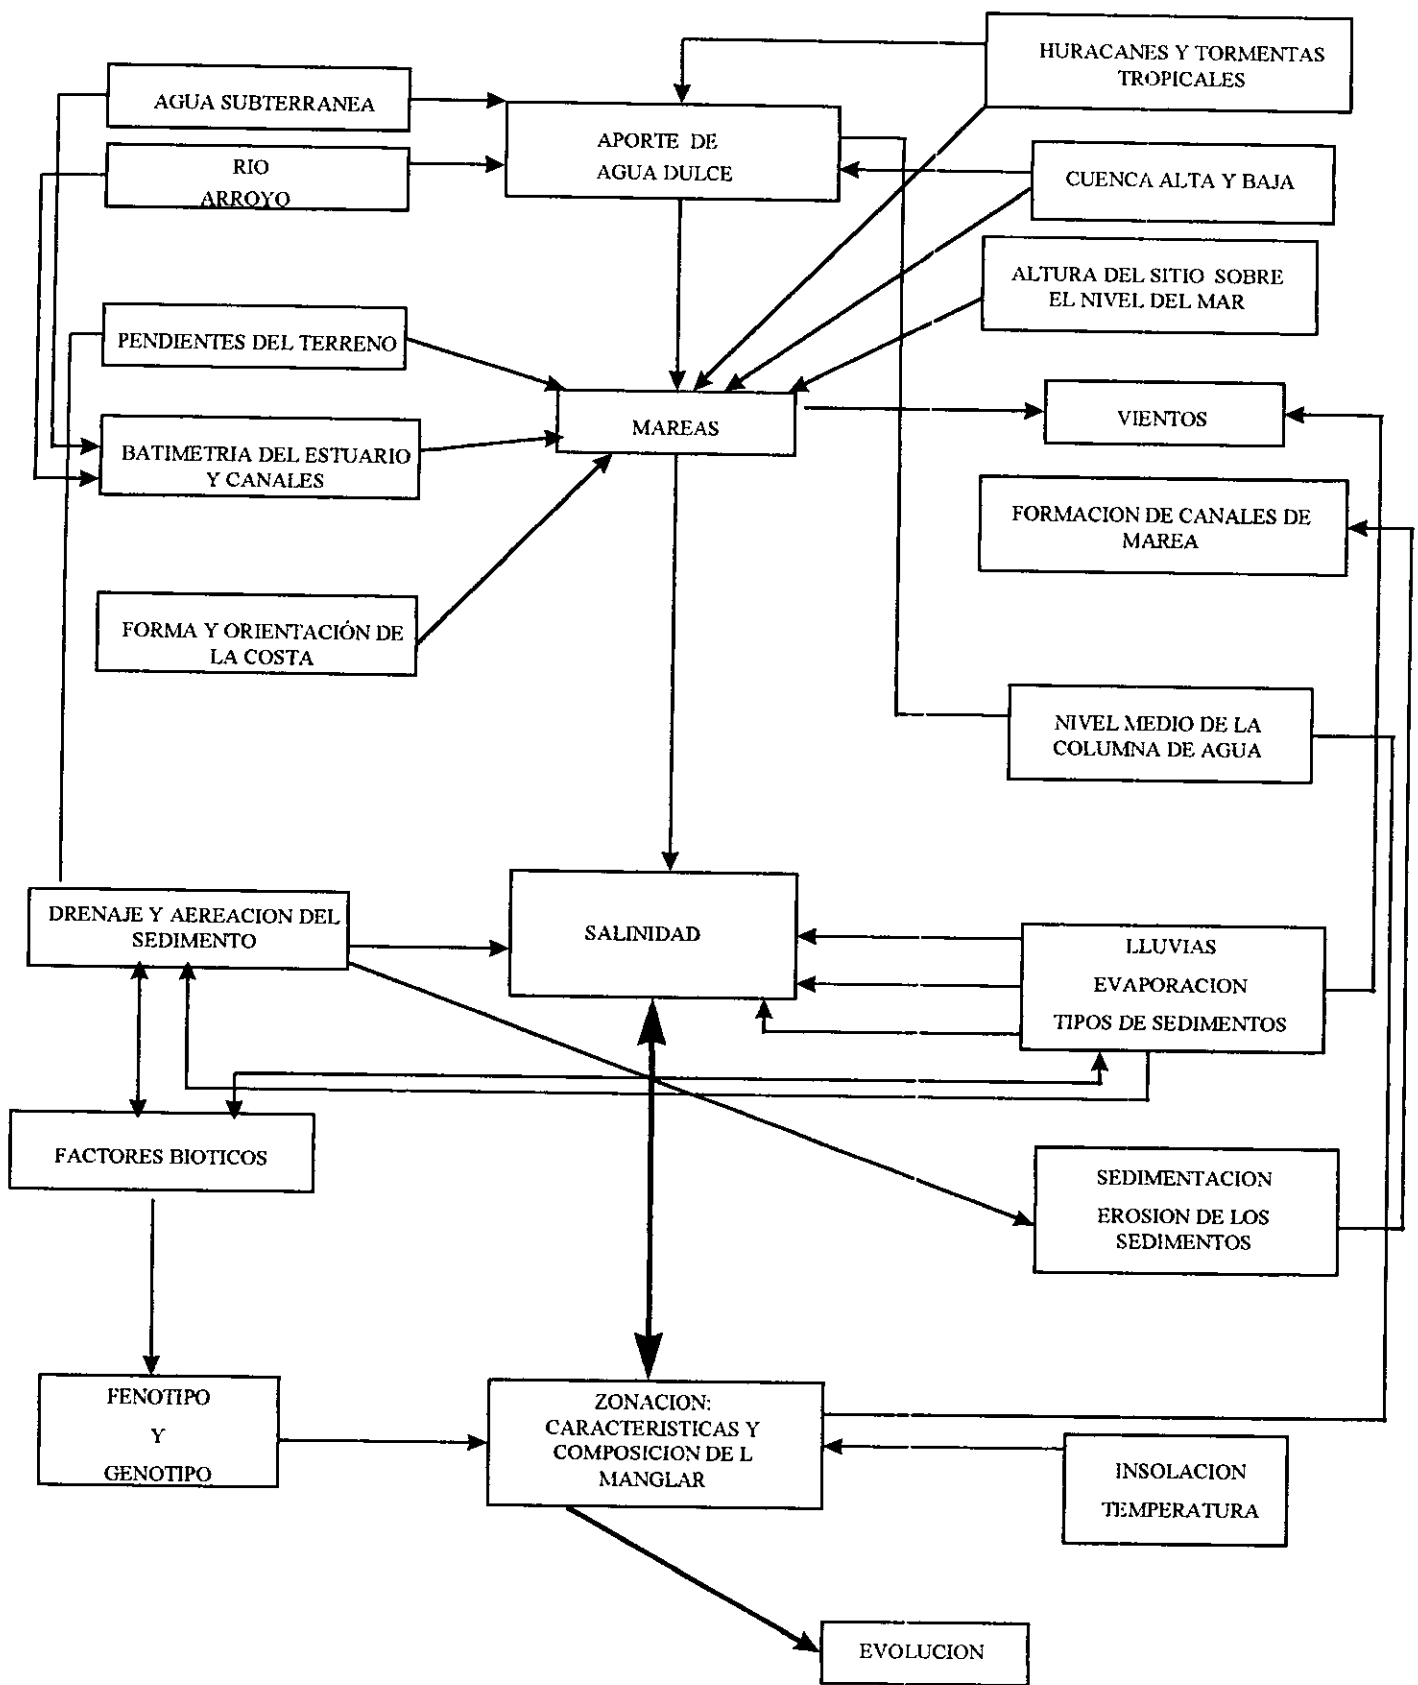 HURACANES Y TORMENTAS
TROPICALES
AGUA SUBTERRANEA
APORTE DE
AGUA DULCE
RIO
ARROYO
CUENCA ALTA Y BAJA
ALTURA DEL SITIO SOBRE
EL NIVEL DEL MAR
PENDIENTES DEL TERRENO
MAREAS
VIENTOS
BATIMETRIA DEL ESTUARIO
Y CANALES
FORMACION DE CANALES DE
MAREA
FORMA Y ORIENTACIÓN DE
LA COSTA
NIVEL MEDIO DE LA
COLUMNA DE AGUA
DRENAJE Y AEREACION DEL
SEDIMENTO
SALINIDAD
LLUVIAS
EVAPORACION
TIPOS DE SEDIMENTOS
FACTORES BIOTICOS
SEDIMENTACION
EROSION DE LOS
SEDIMENTOS
FENOTIPO
Y
GENOTIPO
ZONACION:
CARACTERISTICAS Y
COMPOSICION DE L
MANGLAR
INSOLACION
TEMPERATURA
EVOLUCION